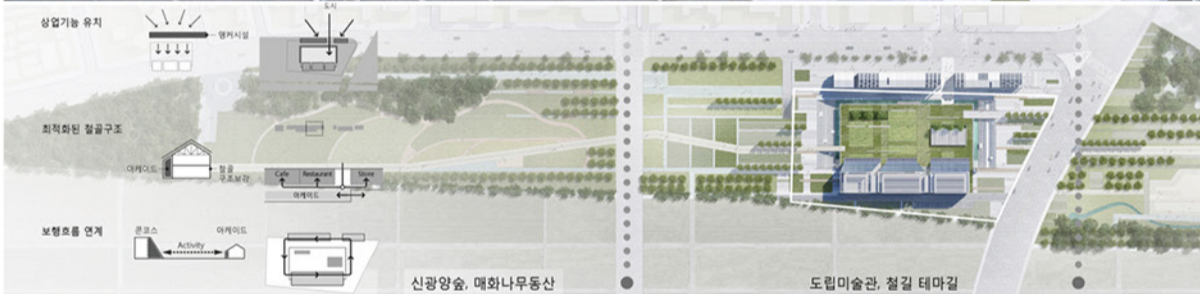 상업기능 유치
앵커시설
도시
최적화된 철골구조
아케이드
철골
구조보강
Cafe Restaurant Store
아케이드
보행흐름 연계
콘코스 아케이드
Activity
신광양숲, 매화나무동산
도립미술관, 철길 테마길